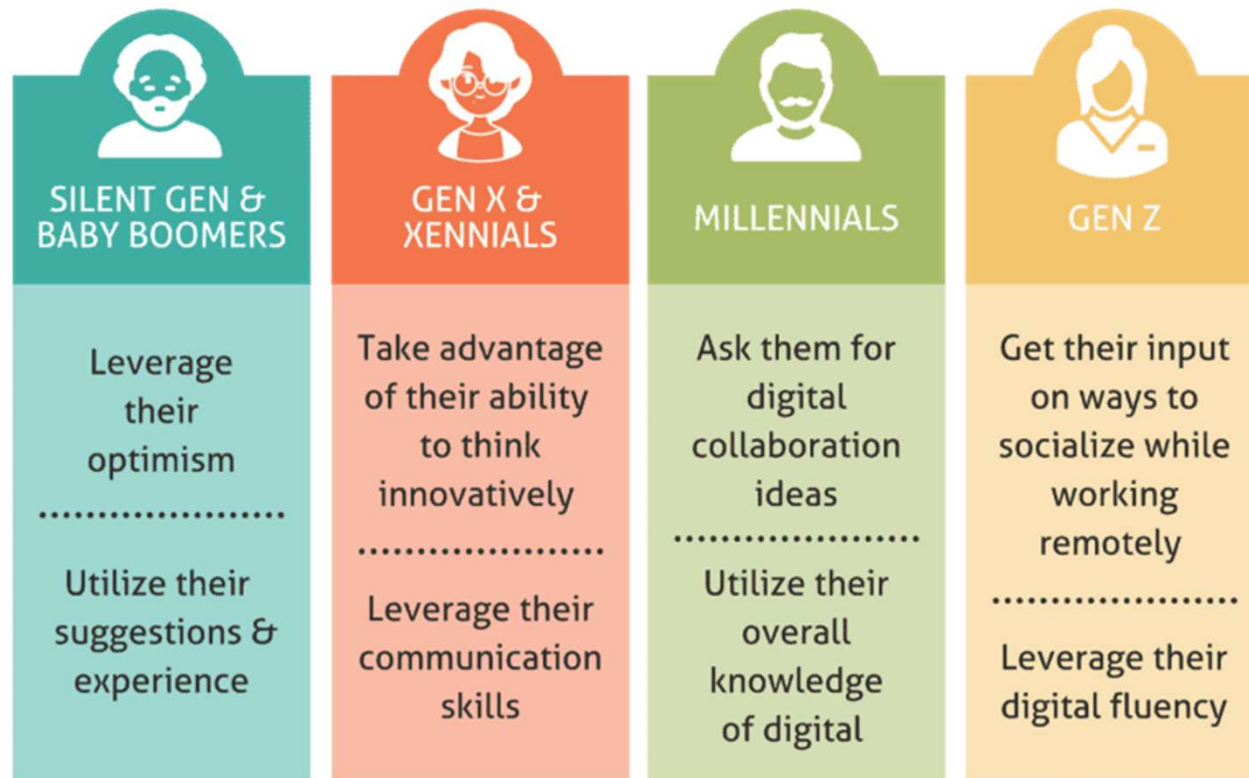 SILENT GEN &
BABY BOOMERS
Leverage
their
optimism
Utilize their
suggestions &
experience
GEN X &
XENNIALS
Take advantage
of their ability
to think
innovatively
Leverage their
communication
skills
MILLENNIALS
Ask them for
digital
collaboration
ideas
Utilize their
overall
knowledge
of digital
GEN Z
Get their input
on ways to
socialize while
working
remotely
Leverage their
digital fluency